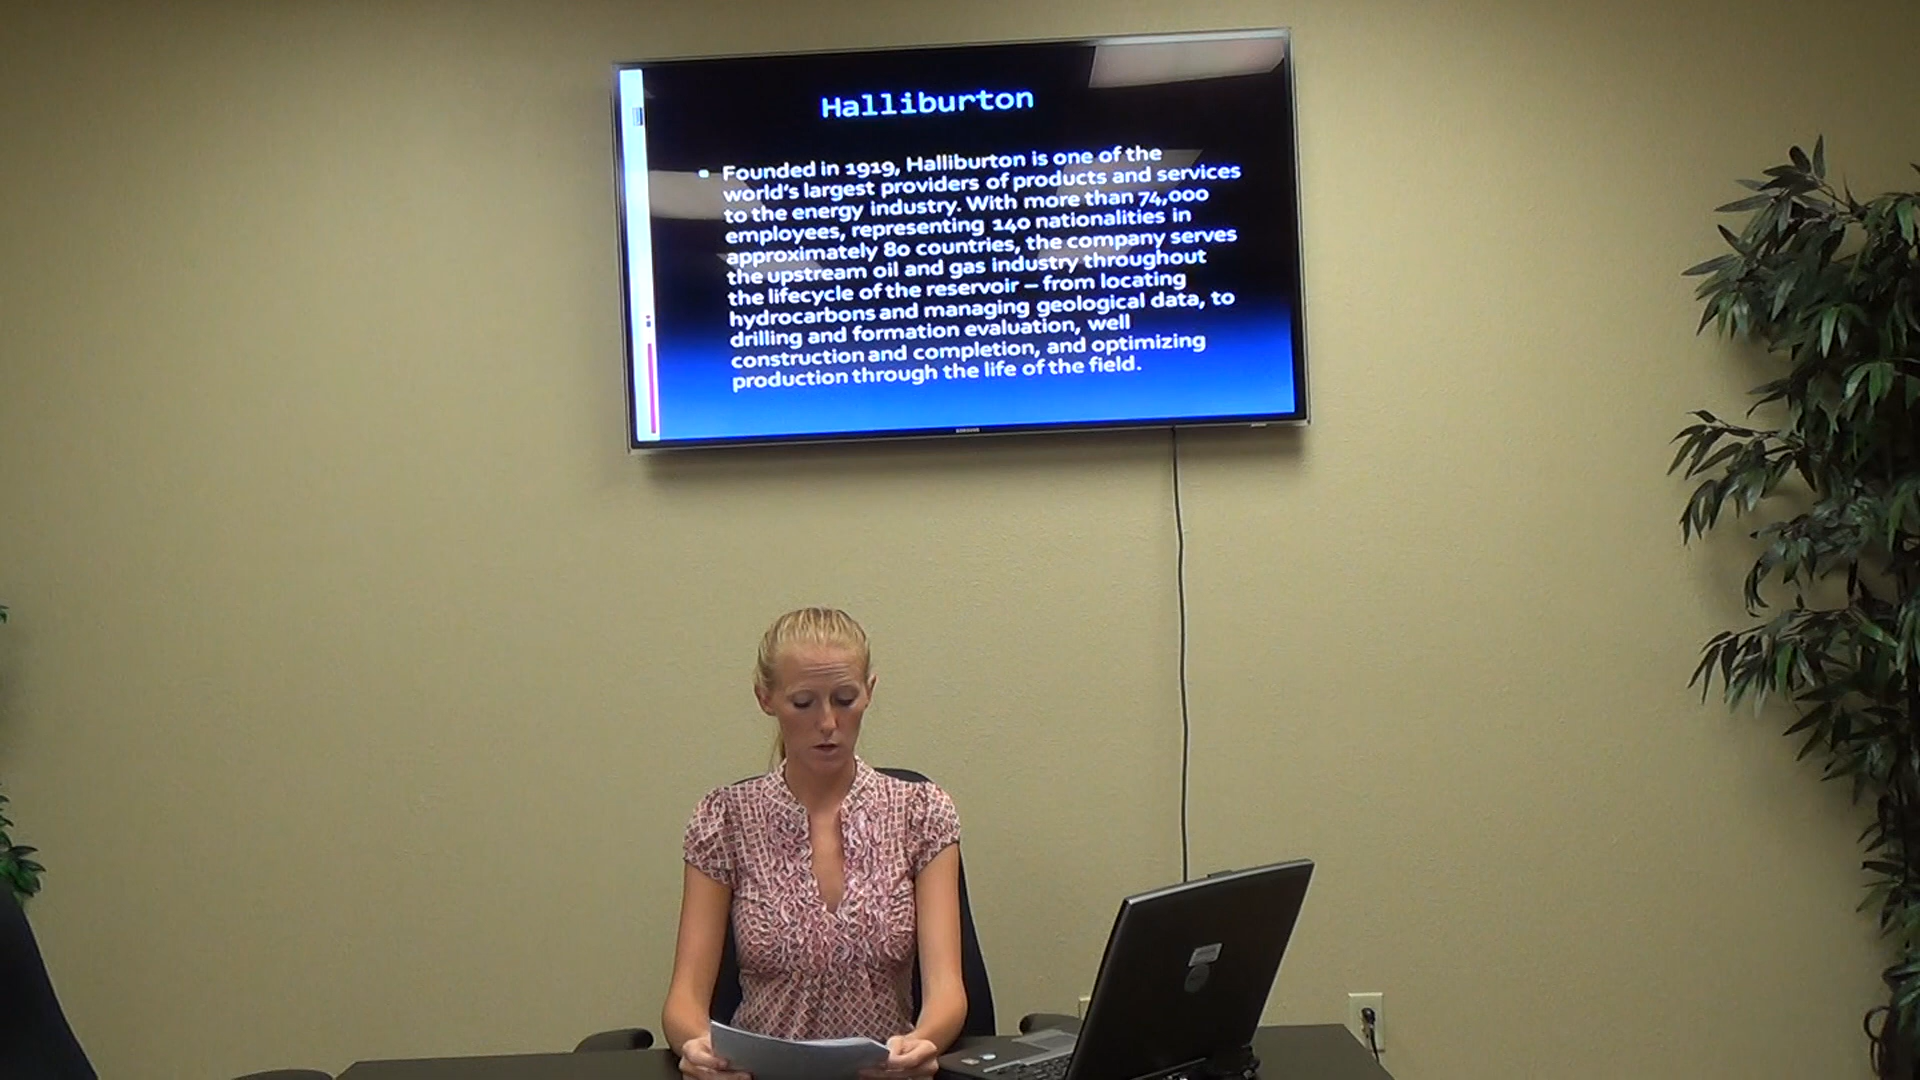 Halliburton
▪ Founded in 1919, Halliburton is one of the
world's largest providers of products and services
to the energy industry. With more than 74,000
employees, representing 140 nationalities in
approximately 80 countries, the company serves
the upstream oil and gas industry throughout
the lifecycle of the reservoir – from locating
hydrocarbons and managing geological data, to
drilling and formation evaluation, well
construction and completion, and optimizing
production through the life of the field.
SAMSUNG